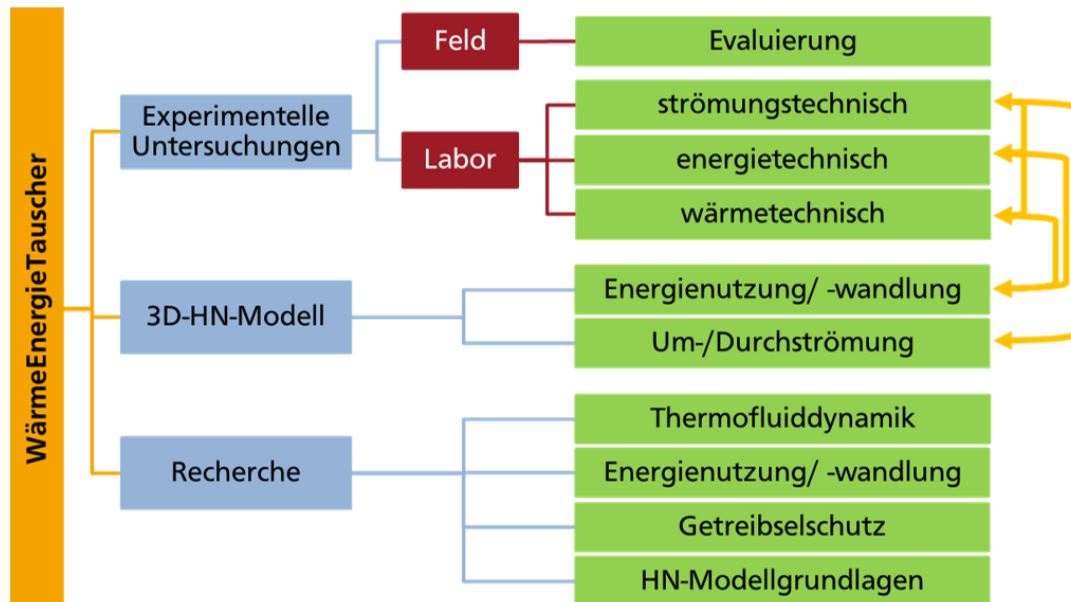 WärmeEnergieTauscher
Experimentelle
Untersuchungen
Feld
Evaluierung
Labor
strömungstechnisch
energietechnisch
wärmetechnisch
3D-HN-Modell
Energienutzung/ -wandlung
Um-/Durchströmung
Recherche
Thermofluiddynamik
Energienutzung/ -wandlung
Getreibselschutz
HN-Modellgrundlagen